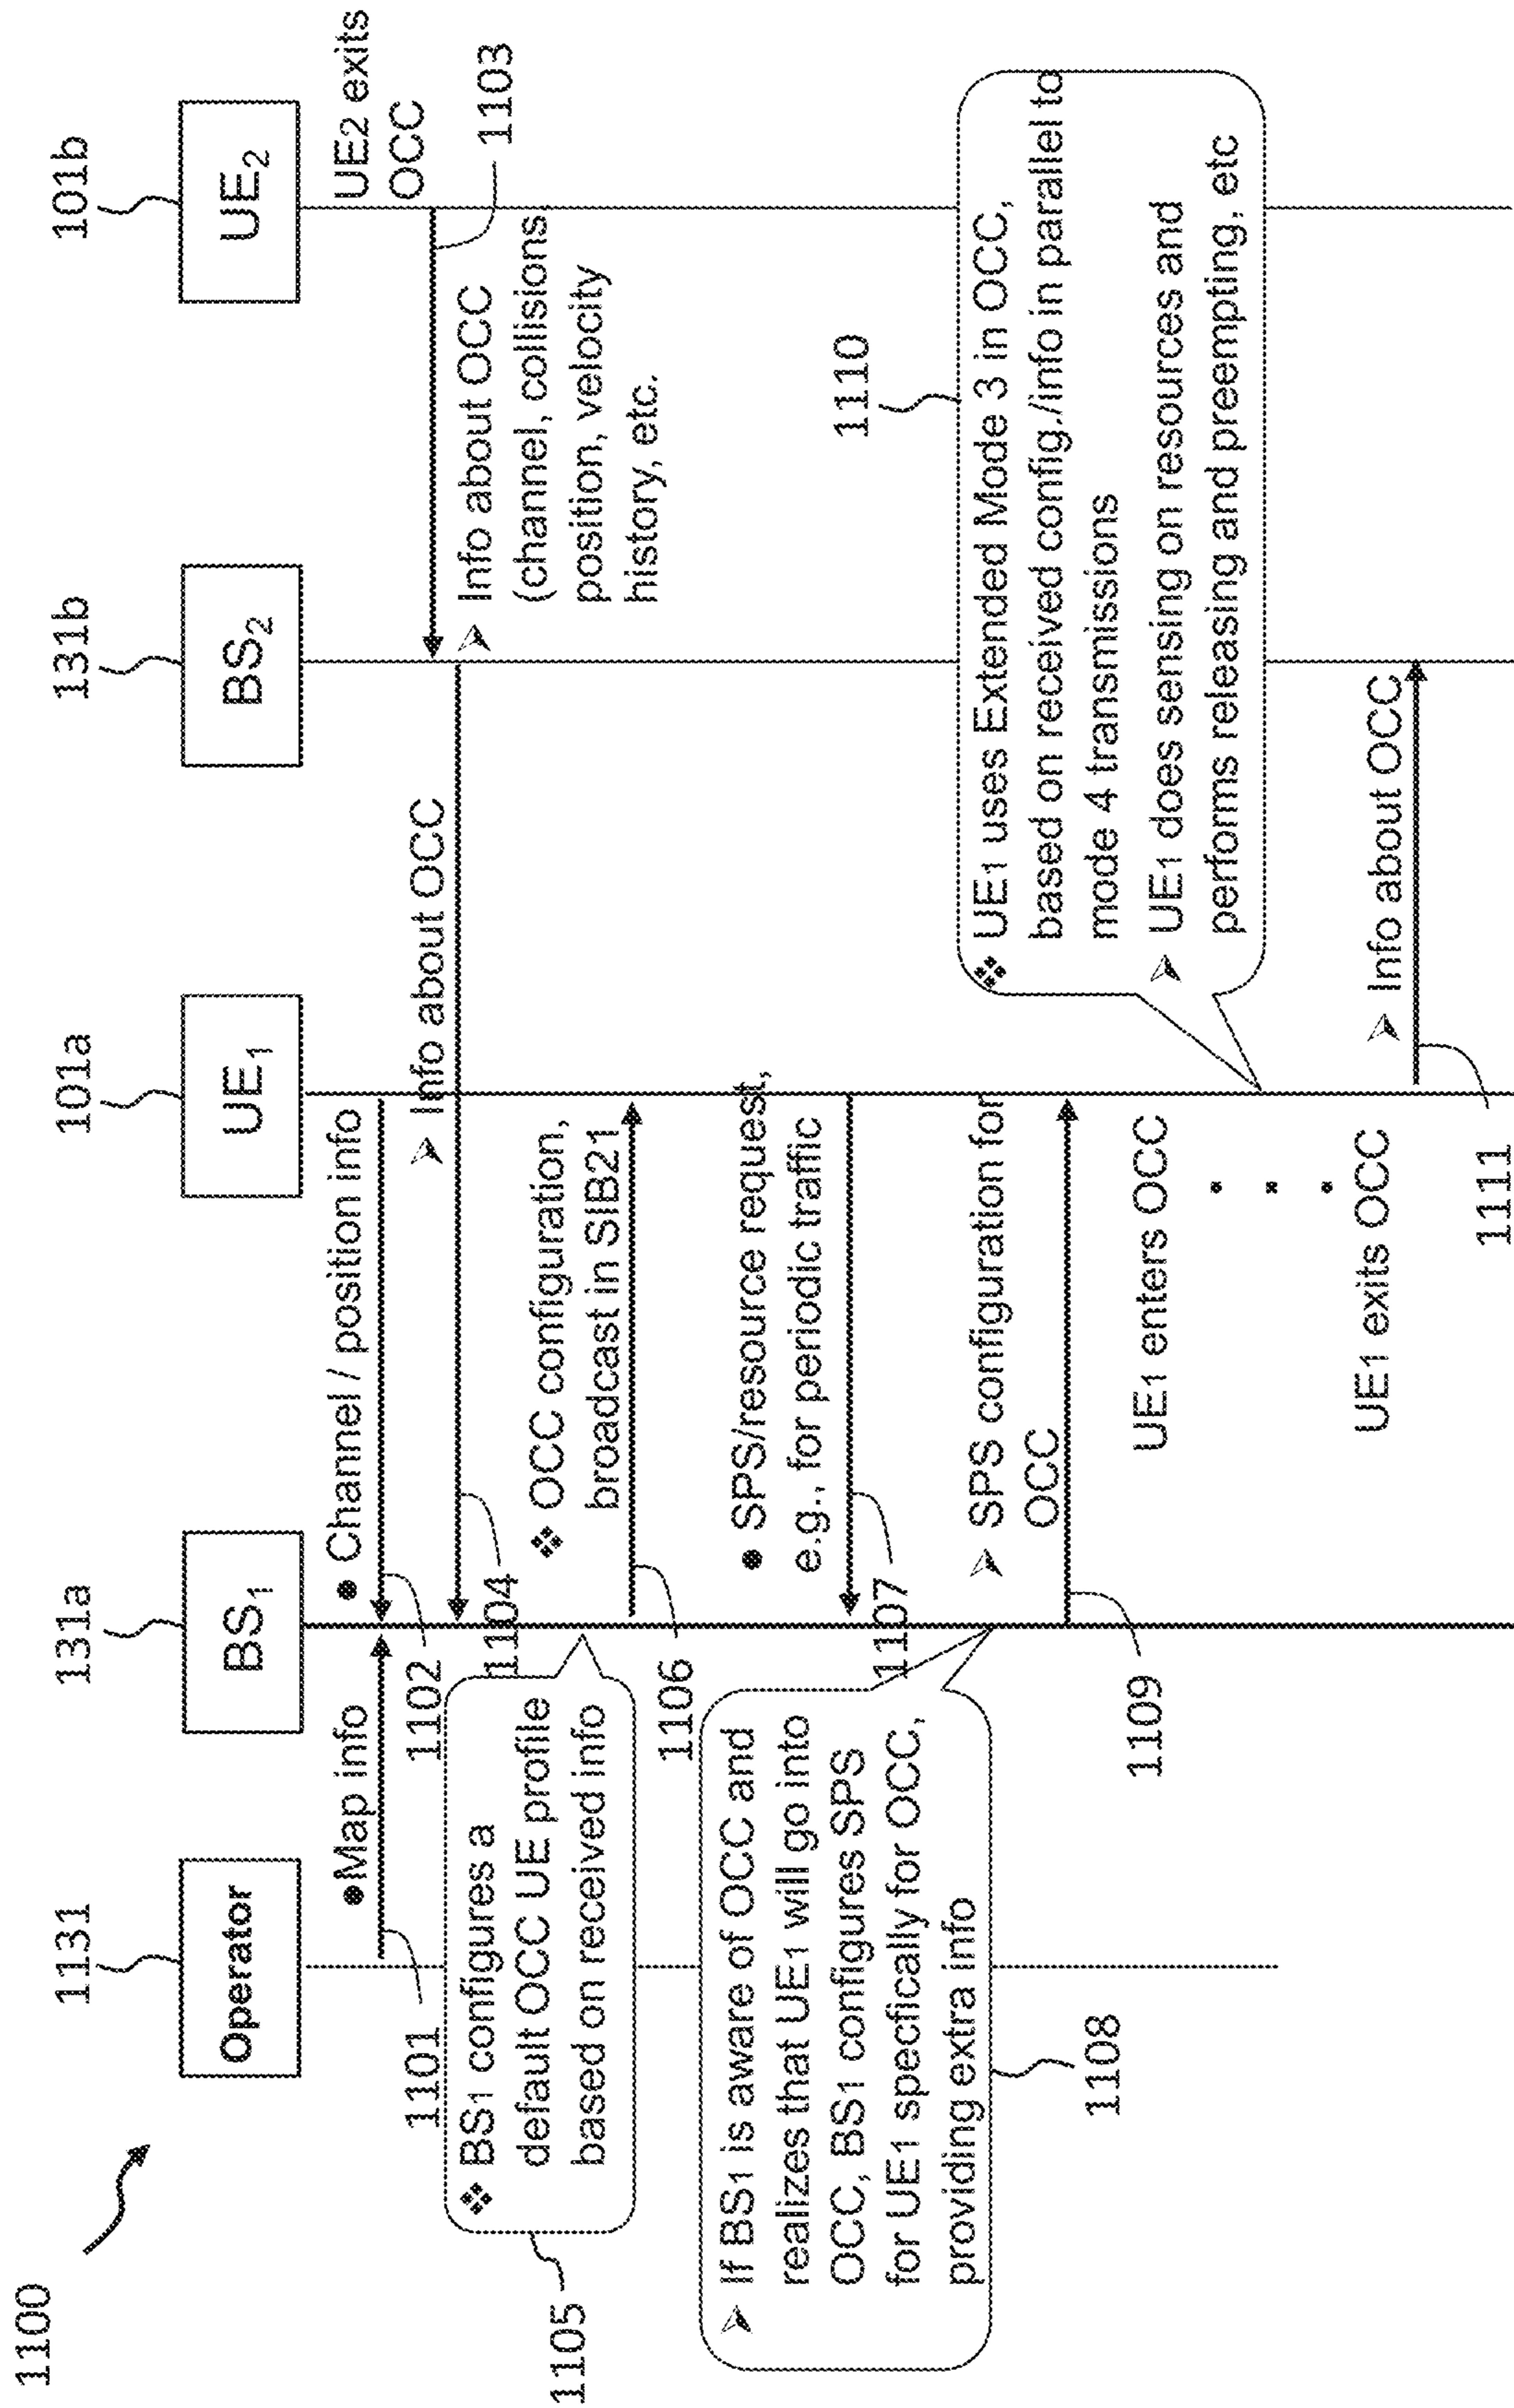 1100
1131
131a
101a
131b
101b
Operator
BS1
UE1
BS2
UE2
UE2 exits
OCC
●Map info
1101
● Channel / position info
1102
➢ Info about OCC
(channel, collisions,
position, velocity
history, etc.
1103
➢ Info about OCC
1104
❖ BS1 configures a
default OCC UE profile
based on received info
1105
❖ OCC configuration,
broadcast in SIB21
1106
● SPS/resource request,
e.g., for periodic traffic
1107
➢ If BS1 is aware of OCC and
realizes that UE1 will go into
OCC, BS1 configures SPS
for UE1 specfically for OCC,
providing extra info
1108
➢ SPS configuration for
OCC
1109
UE1 enters OCC
❖ UE1 uses Extended Mode 3 in OCC,
based on received config./info in parallel to
mode 4 transmissions
➢ UE1 does sensing on resources and
performs releasing and preempting, etc
1110
UE1 exits OCC
➢ Info about OCC
1111